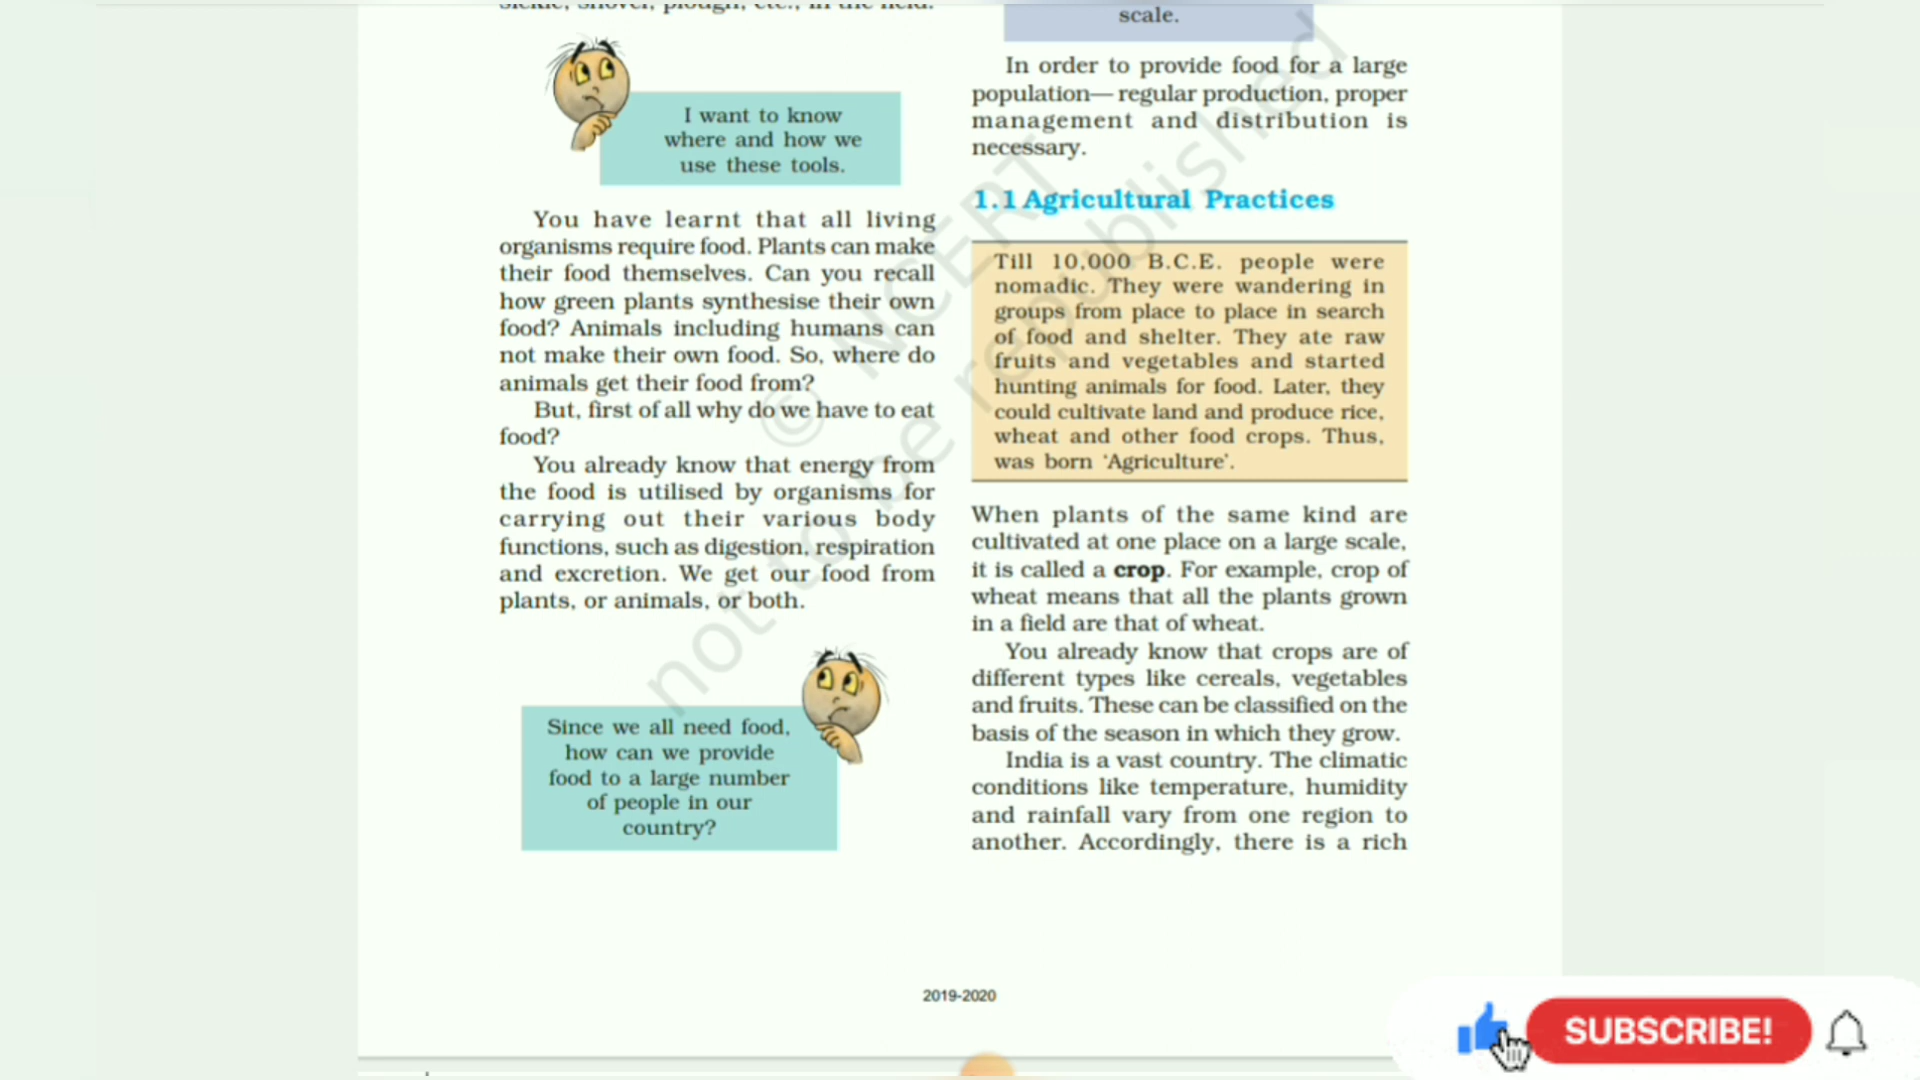 sickle, shovel, plough, etc., in the field.
I want to know
where and how we
use these tools.
You have learnt that all living
organisms require food. Plants can make
their food themselves. Can you recall
how green plants synthesise their own
food? Animals including humans can
not make their own food. So, where do
animals get their food from?
But, first of all why do we have to eat
food?
You already know that energy from
the food is utilised by organisms for
carrying out their various body
functions, such as digestion, respiration
and excretion. We get our food from
plants, or animals, or both.
Since we all need food,
how can we provide
food to a large number
of people in our
country?
scale.
In order to provide food for a large
population— regular production, proper
management and distribution is
necessary.
1.1 Agricultural Practices
Till 10,000 B.C.E. people were
nomadic. They were wandering in
groups from place to place in search
of food and shelter. They ate raw
fruits and vegetables and started
hunting animals for food. Later, they
could cultivate land and produce rice,
wheat and other food crops. Thus,
was born ‘Agriculture’.
When plants of the same kind are
cultivated at one place on a large scale,
it is called a crop. For example, crop of
wheat means that all the plants grown
in a field are that of wheat.
You already know that crops are of
different types like cereals, vegetables
and fruits. These can be classified on the
basis of the season in which they grow.
India is a vast country. The climatic
conditions like temperature, humidity
and rainfall vary from one region to
another. Accordingly, there is a rich
© NCERT
not to be republished
2019-2020
SUBSCRIBE!